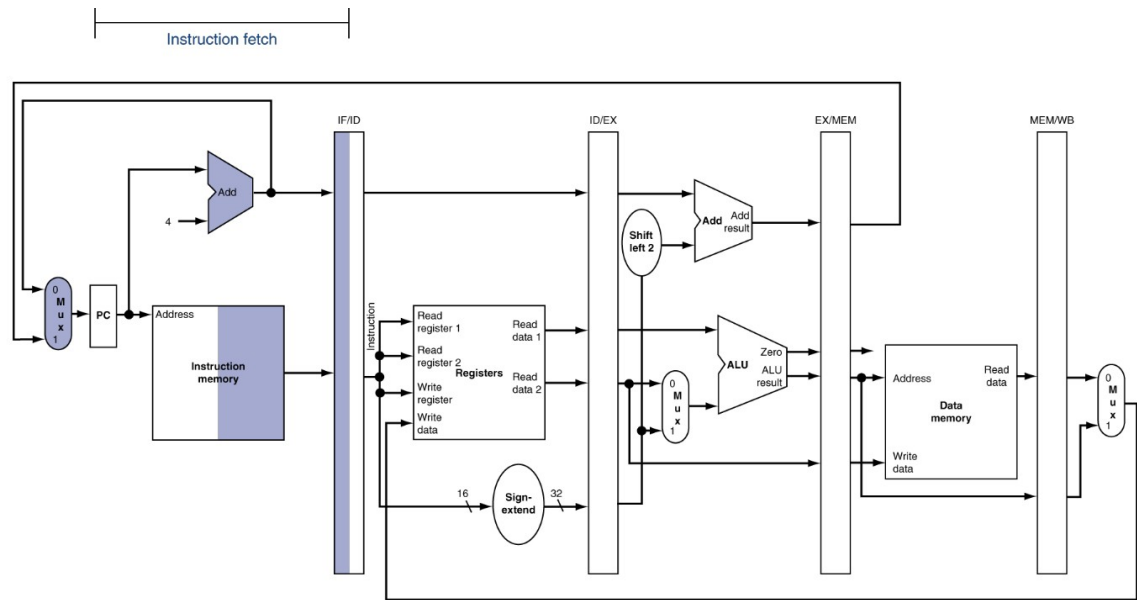 Instruction fetch
IF/ID
ID/EX
EX/MEM
MEM/WB
Add
4
Shift
left 2
Add
Add
result
0
M
u
x
1
PC
Address
Instruction
memory
Instruction
Read
register 1
Read
register 2
Write
register
Write
data
Registers
Read
data 1
Read
data 2
0
M
u
x
1
Zero
ALU
ALU
result
Address
Read
data
Data
memory
Write
data
0
M
u
x
1
16
Sign-
extend
32